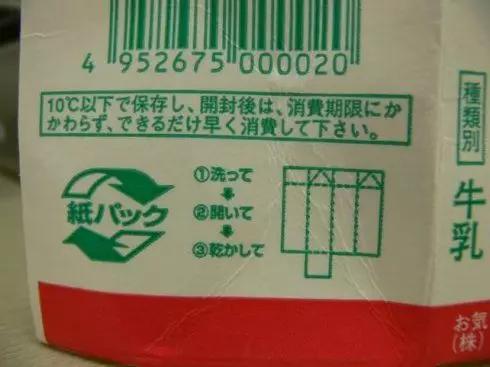 4 952675 000020
10℃以下で保存し、開封後は、消費期限にか
かわらず、できるだけ早く消費して下さい。
紙パック
①洗って
②開いて
③乾かして
種類別
牛乳
お気
(株)